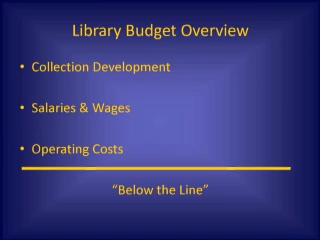 Library Budget Overview
• Collection Development
• Salaries & Wages
• Operating Costs
“Below the Line”